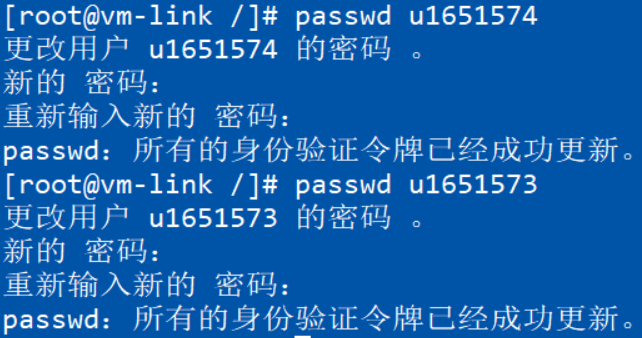 [root@vm-link /]# passwd u1651574
更改用户 u1651574 的密码 。
新的 密码：
重新输入新的 密码：
passwd：所有的身份验证令牌已经成功更新。
[root@vm-link /]# passwd u1651573
更改用户 u1651573 的密码 。
新的 密码：
重新输入新的 密码：
passwd：所有的身份验证令牌已经成功更新。